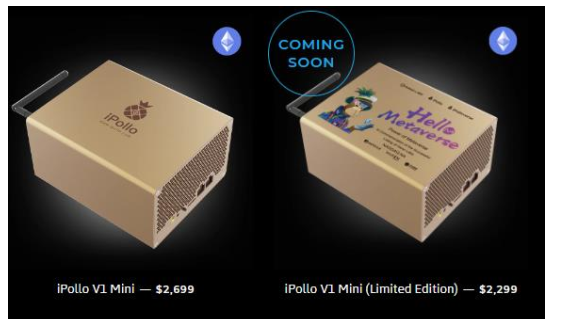 COMING
SOON
iPollo
Hello
Metaverse
iPollo V1 Mini — $2,699
iPollo V1 Mini (Limited Edition) — $2,299